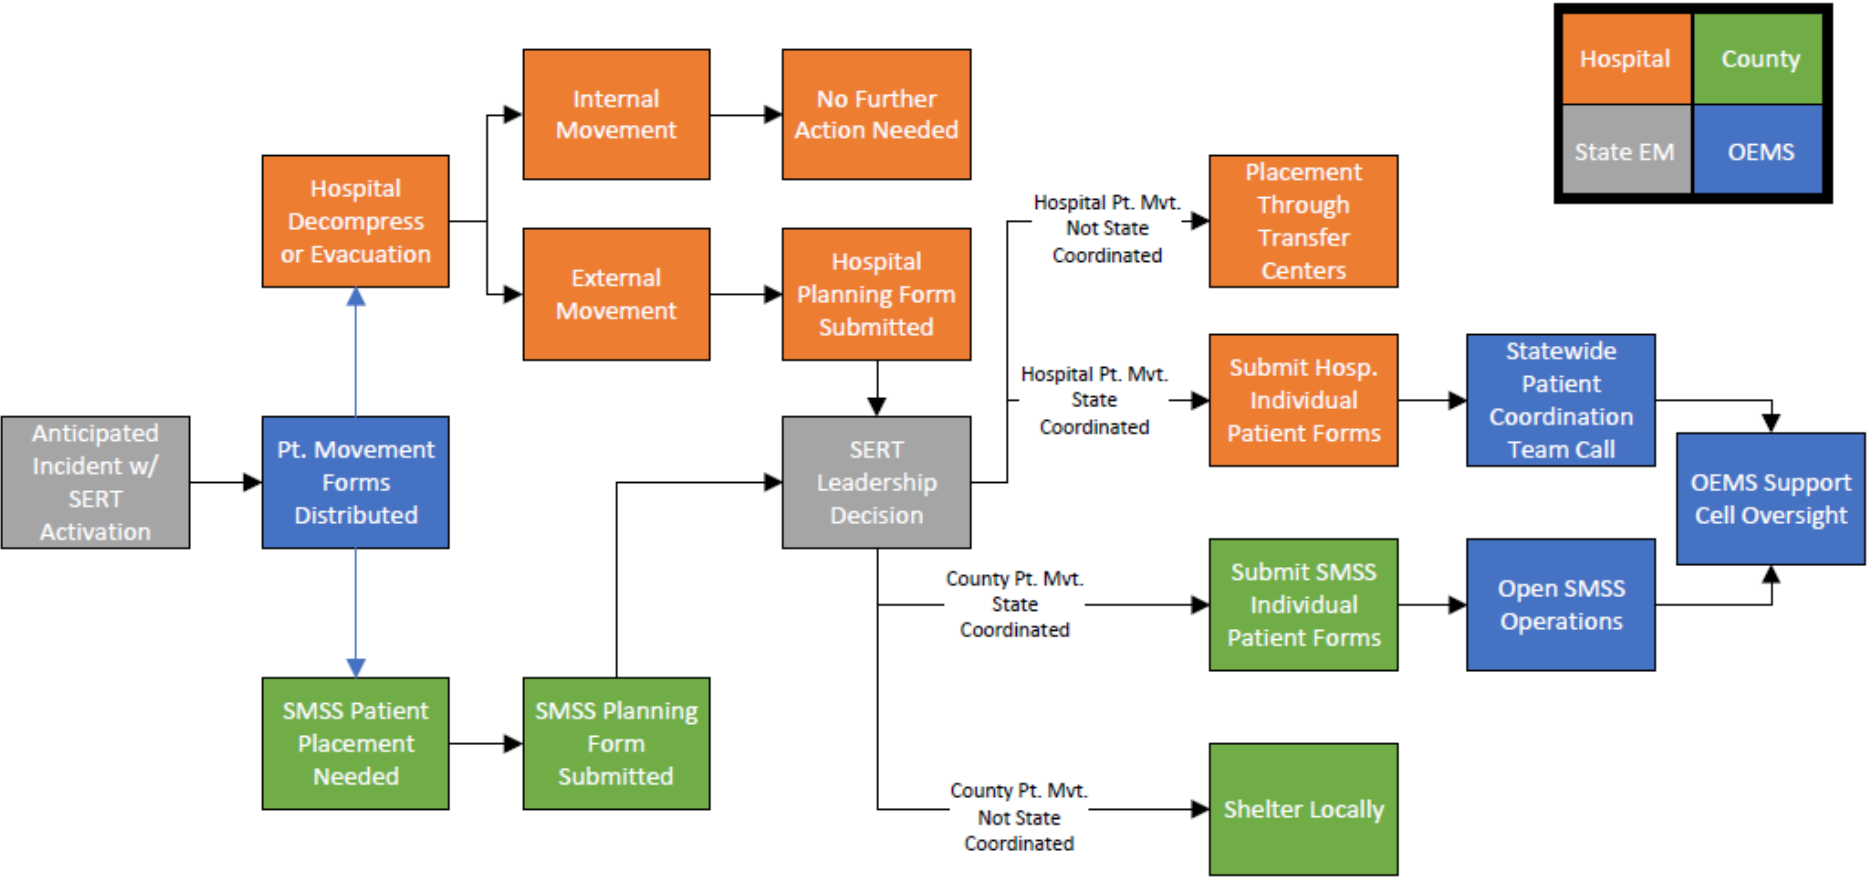 Hospital
County
State EM
OEMS
Internal
Movement
No Further
Action Needed
Hospital
Decompress
or Evacuation
External
Movement
Hospital
Planning Form
Submitted
Hospital Pt. Mvt.
Not State
Coordinated
Placement
Through
Transfer
Centers
Hospital Pt. Mvt.
State
Coordinated
Submit Hosp.
Individual
Patient Forms
Statewide
Patient
Coordination
Team Call
Anticipated
Incident w/
SERT
Activation
Pt. Movement
Forms
Distributed
SERT
Leadership
Decision
OEMS Support
Cell Oversight
County Pt. Mvt.
State
Coordinated
Submit SMSS
Individual
Patient Forms
Open SMSS
Operations
SMSS Patient
Placement
Needed
SMSS Planning
Form
Submitted
County Pt. Mvt.
Not State
Coordinated
Shelter Locally